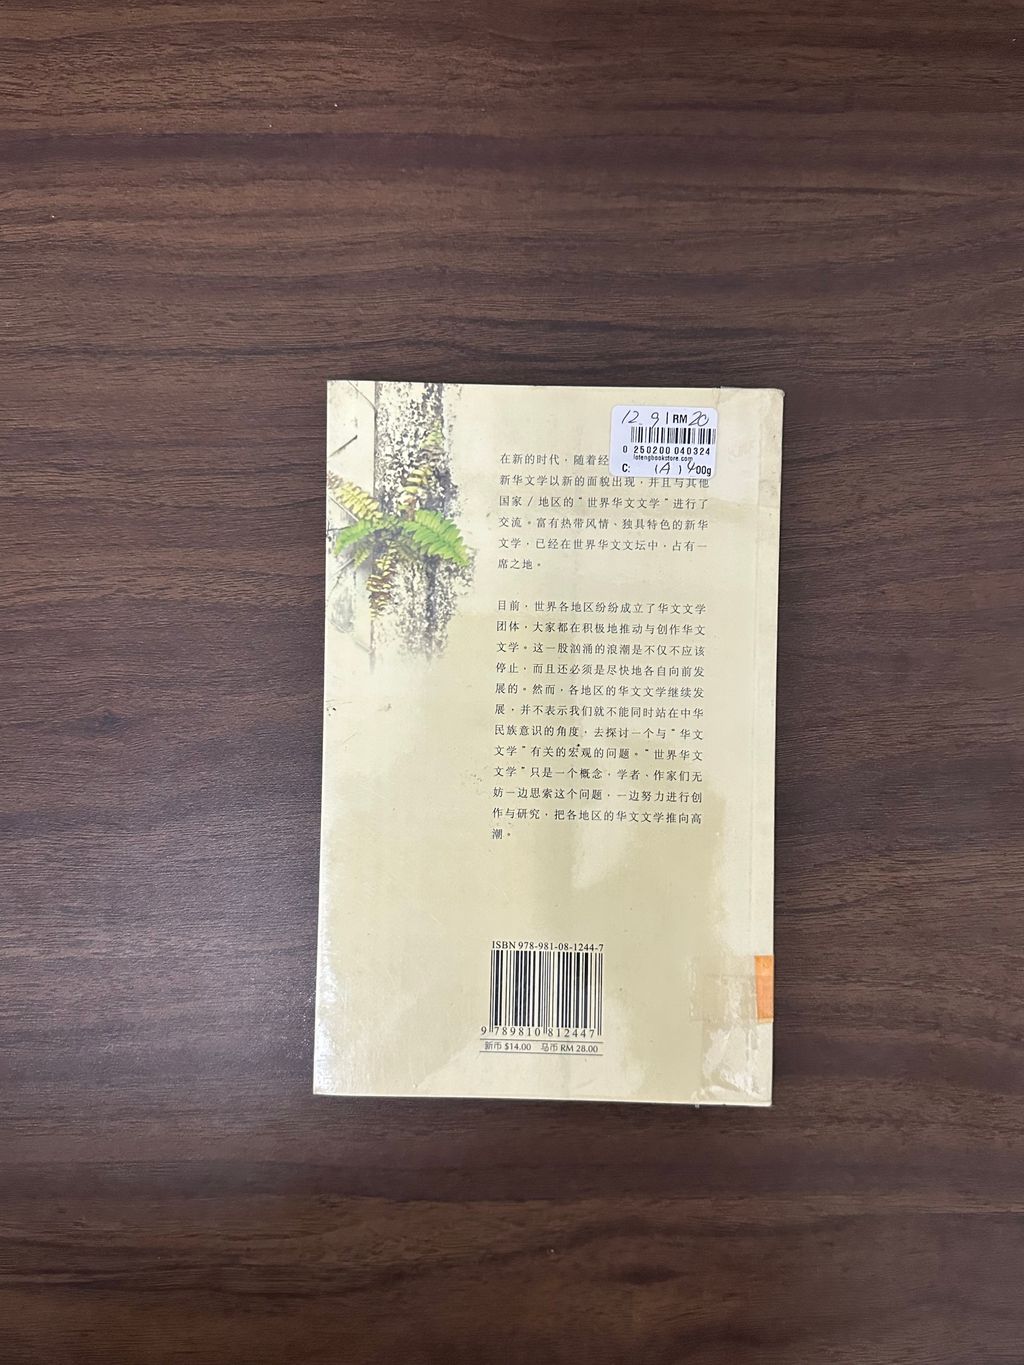 12 91 RM 20
0 250200 040324
lotengbookstore.com
C: (A) 400g
在新的时代，随着经
新华文学以新的面貌出现，并且与其他
国家／地区的“世界华文文学”进行了
交流。富有热带风情、独具特色的新华
文学，已经在世界华文文坛中，占有一
席之地。
目前，世界各地区纷纷成立了华文文学
团体，大家都在积极地推动与创作华文
文学。这一股汹涌的浪潮是不仅不应该
停止，而且还必须是尽快地各自向前发
展的。然而，各地区的华文文学继续发
展，并不表示我们就不能同时站在中华
民族意识的角度，去探讨一个与“华文
文学”有关的宏观的问题。“世界华文
文学”只是一个概念，学者、作家们无
妨一边思索这个问题，一边努力进行创
作与研究，把各地区的华文文学推向高
潮。
ISBN 978-981-08-1244-7
9 789810 812447
新币 $14.00 马币 RM 28.00